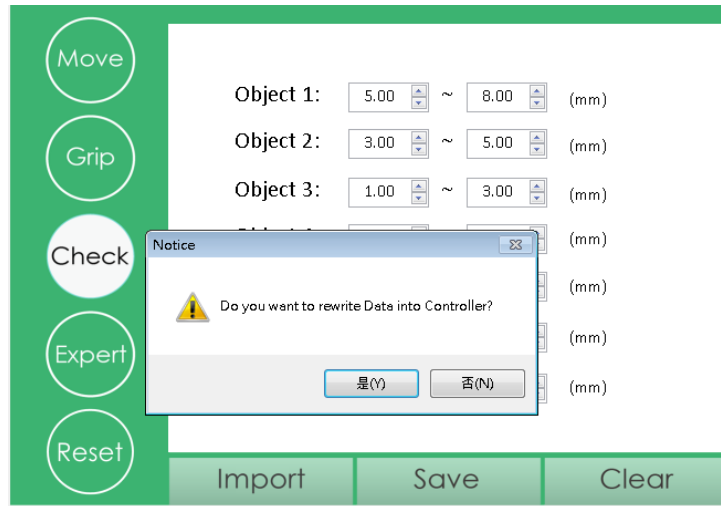 Move
Grip
Check
Expert
Reset
Object 1: 5.00 ~ 8.00 (mm)
Object 2: 3.00 ~ 5.00 (mm)
Object 3: 1.00 ~ 3.00 (mm)
(mm)
(mm)
(mm)
(mm)
Notice
Do you want to rewrite Data into Controller?
是(Y) 否(N)
Import Save Clear